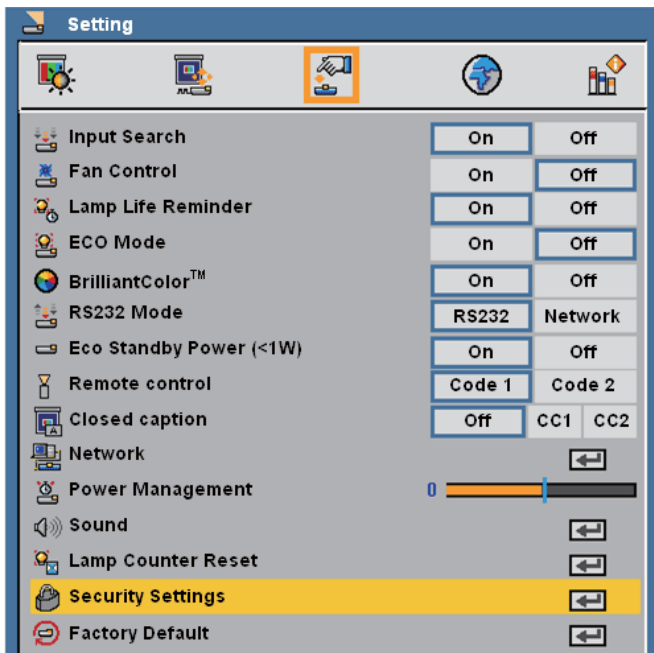 Setting
Input Search On Off
Fan Control On Off
Lamp Life Reminder On Off
ECO Mode On Off
BrilliantColor™ On Off
RS232 Mode RS232 Network
Eco Standby Power (<1W) On Off
Remote control Code 1 Code 2
Closed caption Off CC1 CC2
Network
Power Management 0
Sound
Lamp Counter Reset
Security Settings
Factory Default